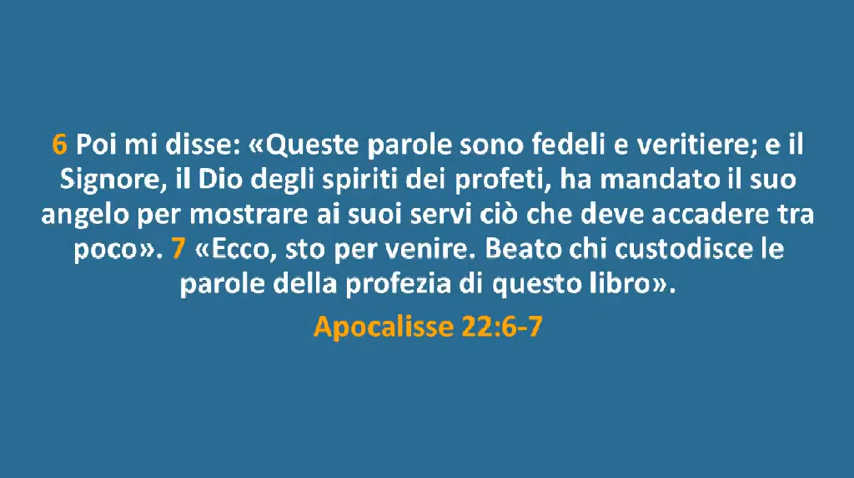 6 Poi mi disse: «Queste parole sono fedeli e veritiere; e il
Signore, il Dio degli spiriti dei profeti, ha mandato il suo
angelo per mostrare ai suoi servi ciò che deve accadere tra
poco». 7 «Ecco, sto per venire. Beato chi custodisce le
parole della profezia di questo libro».
Apocalisse 22:6-7